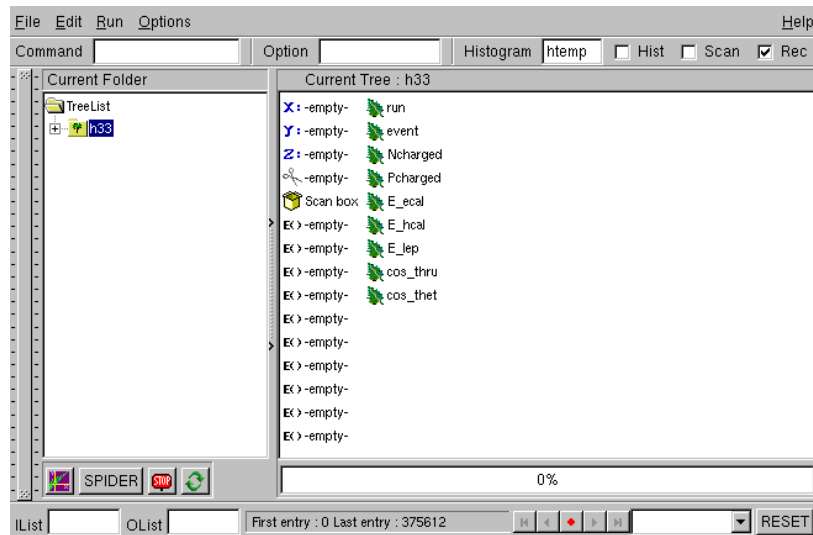 File Edit Run Options Help
Command Option Histogram htemp Hist Scan Rec
Current Folder
TreeList
h33
Current Tree : h33
X: -empty- run
Y: -empty- event
Z: -empty- Ncharged
-empty- Pcharged
Scan box E_ecal
E() -empty- E_hcal
E() -empty- E_lep
E() -empty- cos_thru
E() -empty- cos_thet
E() -empty-
E() -empty-
E() -empty-
E() -empty-
E() -empty-
E() -empty-
SPIDER STOP
0%
IList OList First entry : 0 Last entry : 375612 RESET